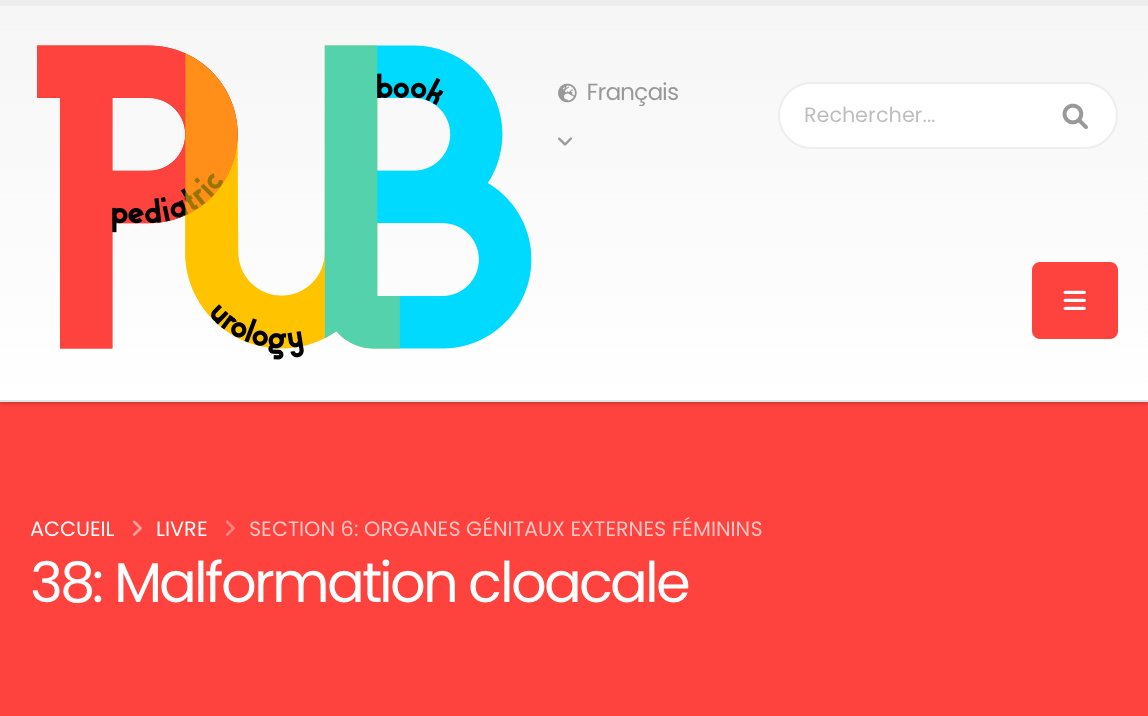 PUB
pediatric
urology
book
Français
Rechercher...
ACCUEIL LIVRE SECTION 6: ORGANES GÉNITAUX EXTERNES FÉMININS
38: Malformation cloacale